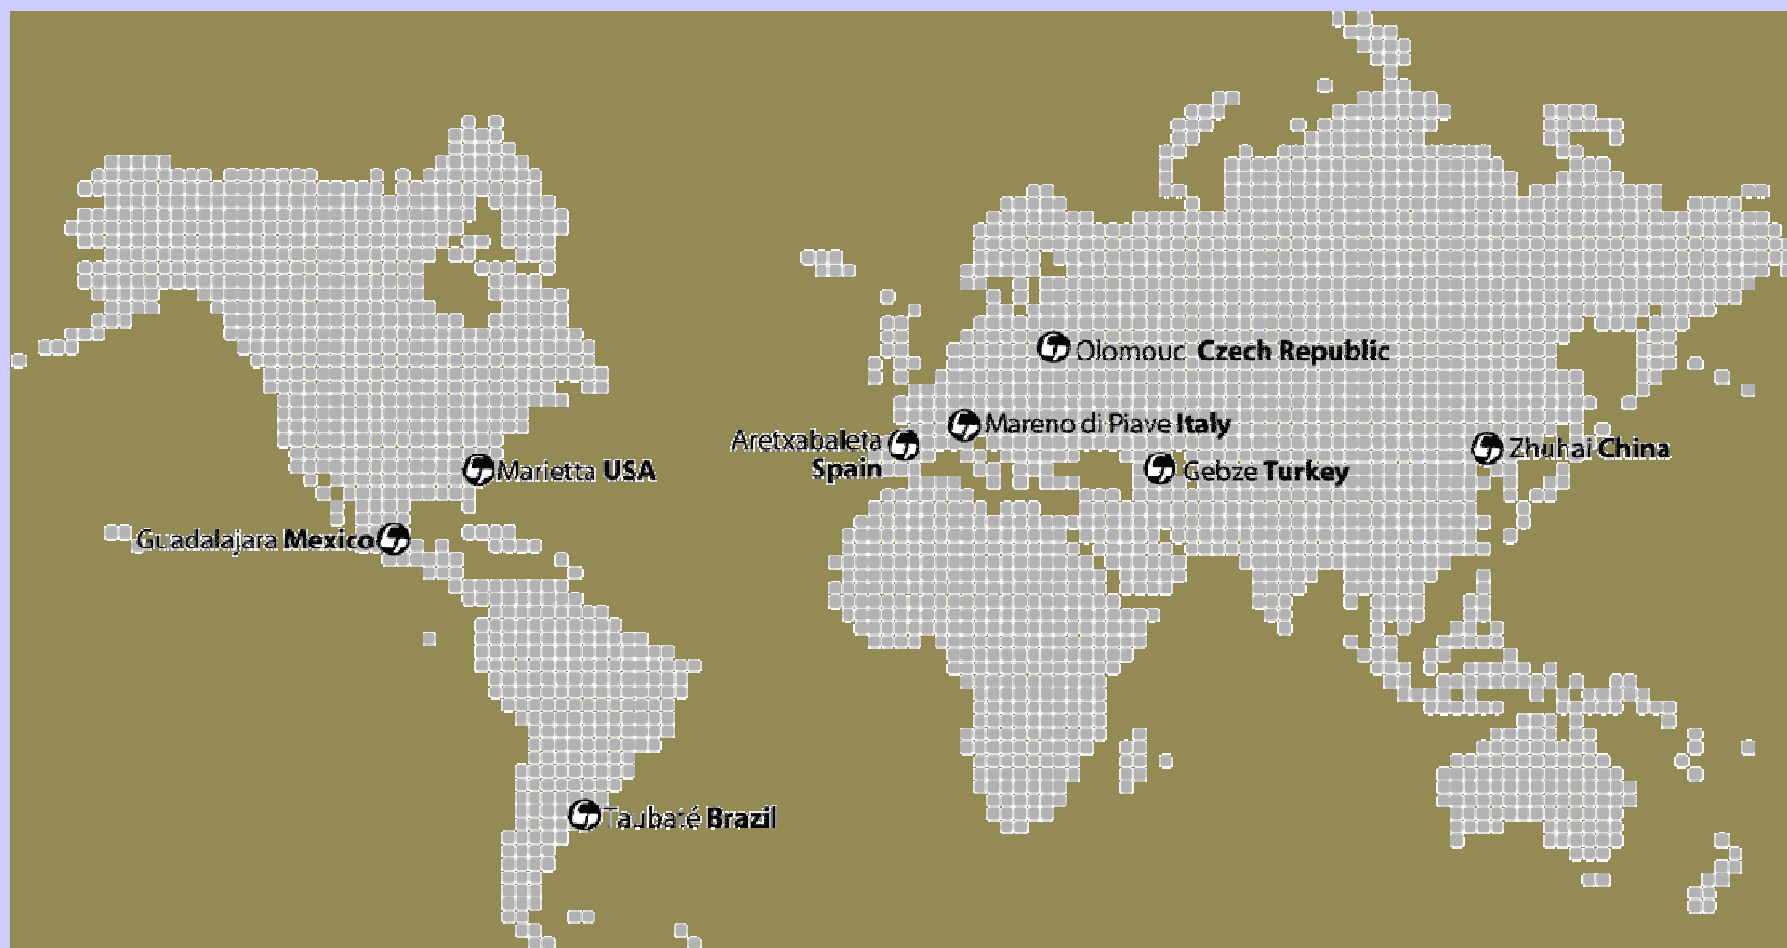 Olomouc Czech Republic
Mareno di Piave Italy
Aretxabaleta
Spain
Zhuhai China
Marietta USA
Gebze Turkey
Guadalajara Mexico
Taubaté Brazil